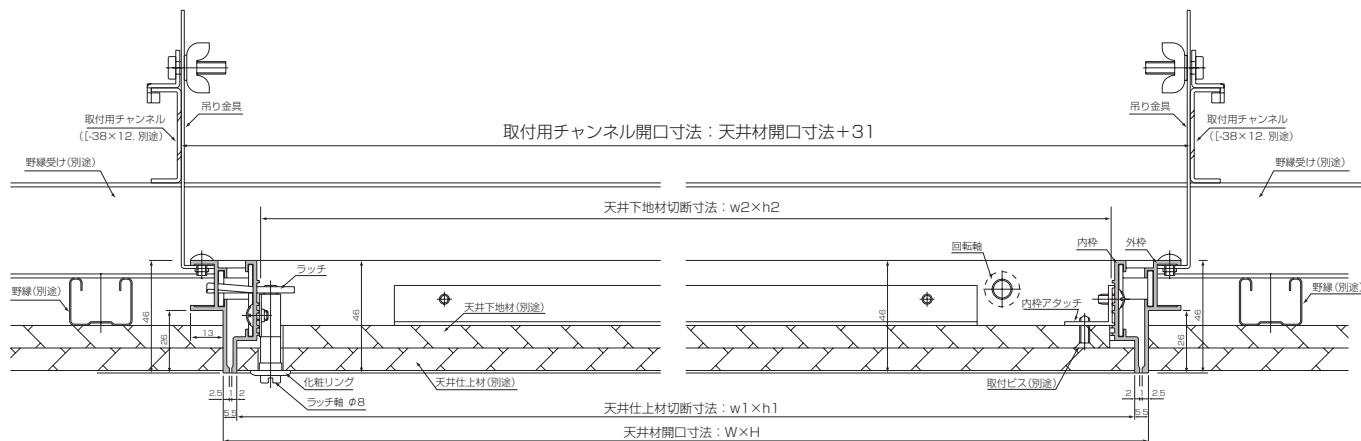 吊り金具
取付用チャンネル
([-38×12. 別途)
野縁受け(別途)
取付用チャンネル開口寸法：天井材開口寸法＋31
吊り金具
取付用チャンネル
([-38×12. 別途)
野縁受け(別途)
天井下地材切断寸法：w2×h2
ラッチ
回転軸
内枠
外枠
野縁(別途)
46
13
26
46
天井下地材(別途)
46
内枠アタッチ
46
26
野縁(別途)
化粧リング
天井仕上材(別途)
取付ビス(別途)
ラッチ軸 φ8
2.5 1 2
5.5
天井仕上材切断寸法：w1×h1
2 1 2.5
5.5
天井材開口寸法：W×H